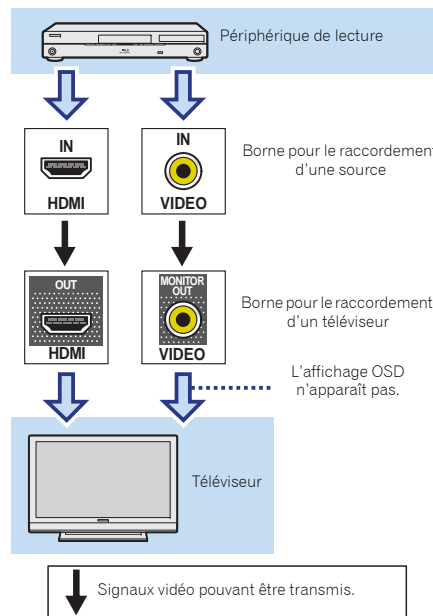 Périphérique de lecture
IN
HDMI
IN
VIDEO
Borne pour le raccordement
d'une source
OUT
HDMI
MONITOR
OUT
VIDEO
Borne pour le raccordement
d'un téléviseur
L'affichage OSD
n'apparaît pas.
Téléviseur
Signaux vidéo pouvant être transmis.